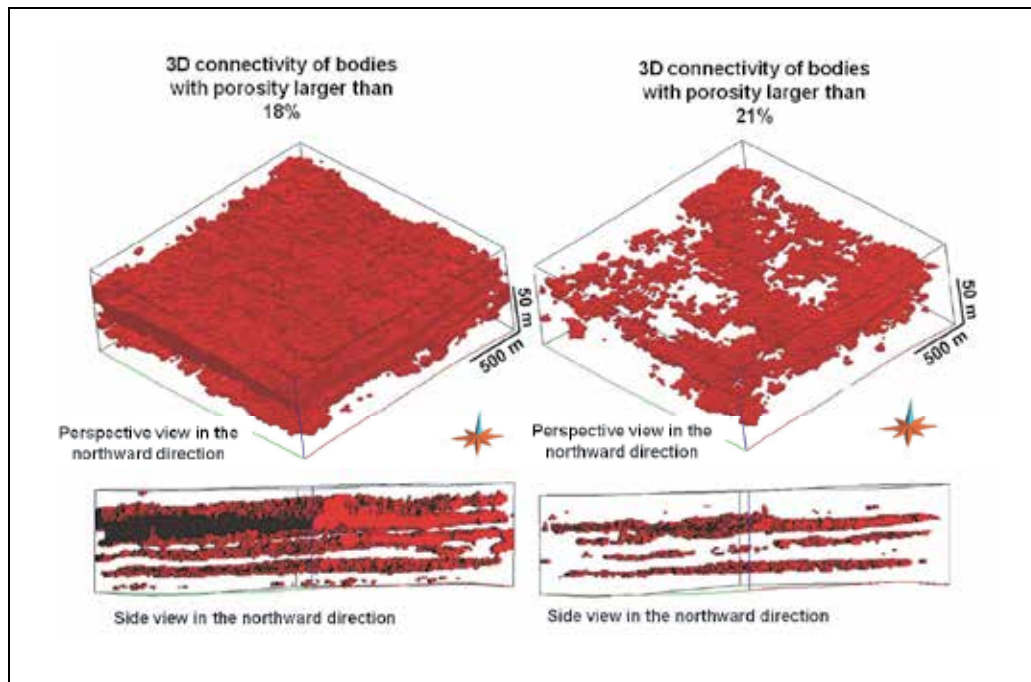 3D connectivity of bodies
with porosity larger than
18%
3D connectivity of bodies
with porosity larger than
21%
50 m
500 m
50 m
500 m
Perspective view in the
northward direction
Perspective view in the
northward direction
Side view in the northward direction
Side view in the northward direction